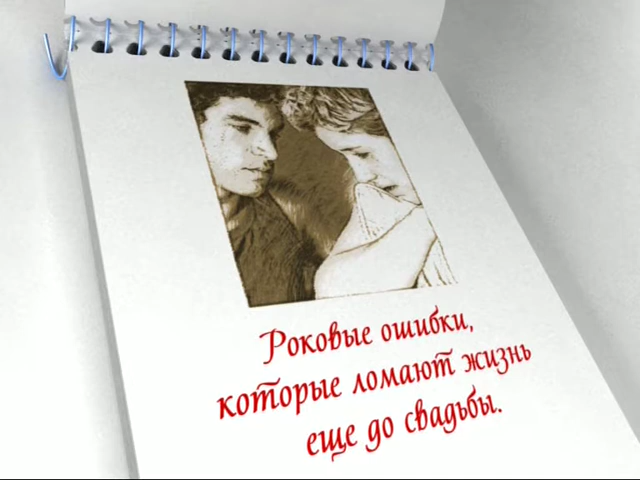 Роковые ошибки,
которые ломают жизнь
еще до свадьбы.